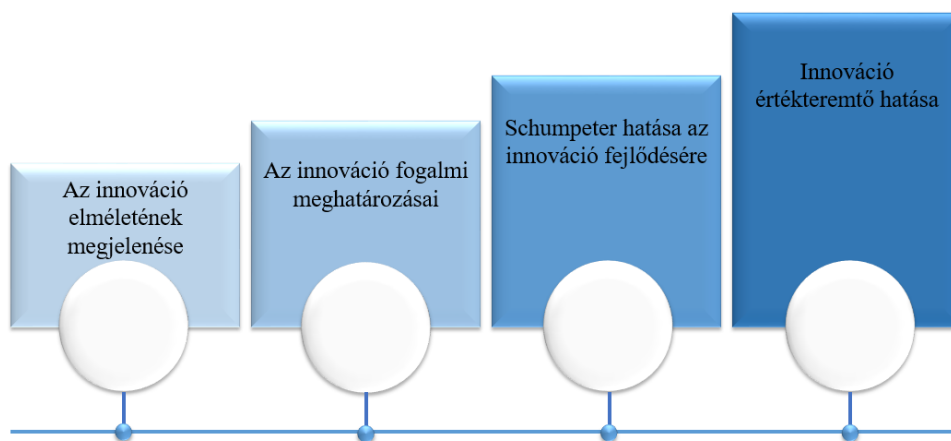 Az innováció
elméletének
megjelenése
Az innováció fogalmi
meghatározásai
Schumpeter hatása az
innováció fejlődésére
Innováció
értékteremtő hatása